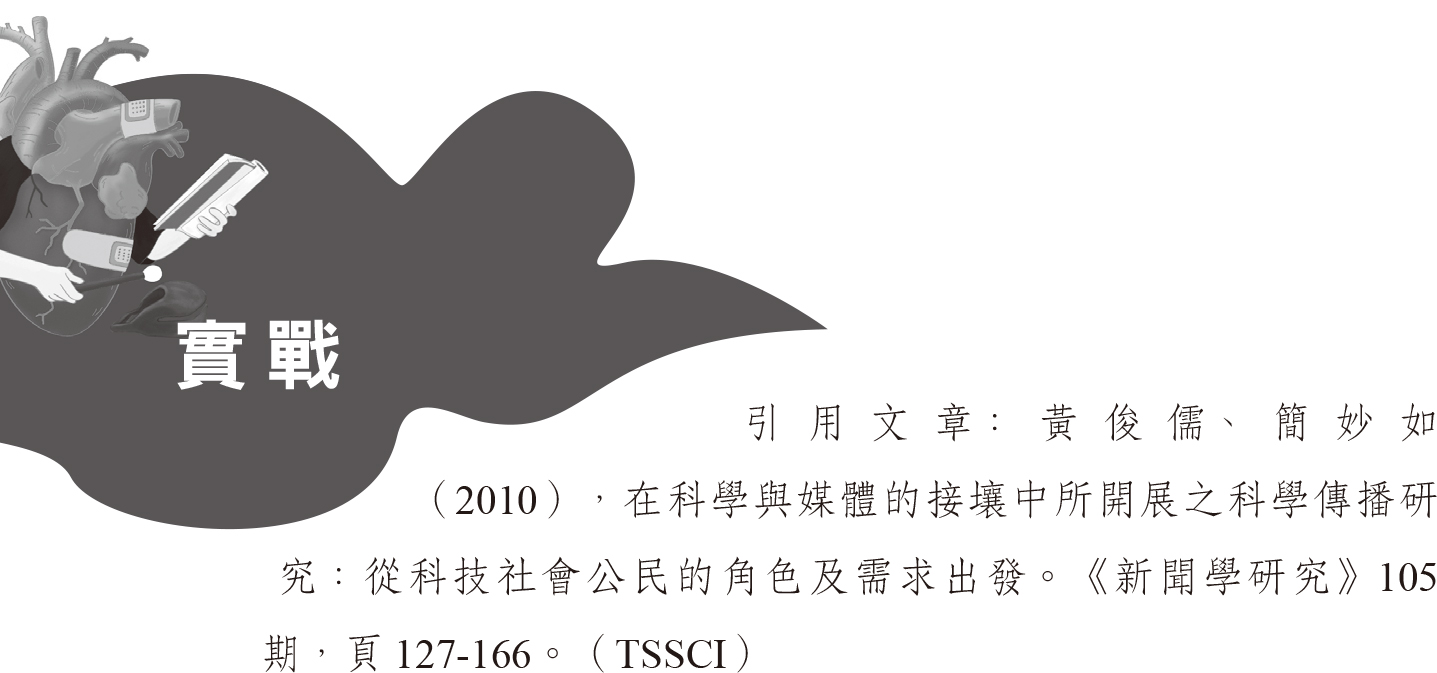 實戰
引用文章：黃俊儒、簡妙如
（2010），在科學與媒體的接壤中所開展之科學傳播研
究：從科技社會公民的角色及需求出發。《新聞學研究》105
期，頁 127-166。（TSSCI）